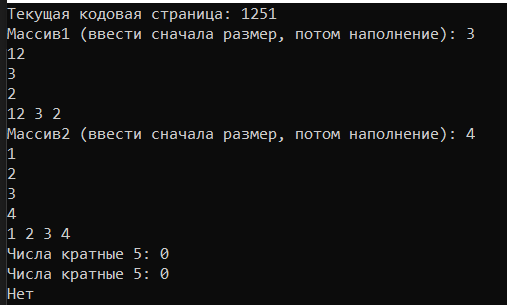 Текущая кодовая страница: 1251
Массив1 (ввести сначала размер, потом наполнение): 3
12
3
2
12 3 2
Массив2 (ввести сначала размер, потом наполнение): 4
1
2
3
4
1 2 3 4
Числа кратные 5: 0
Числа кратные 5: 0
Нет